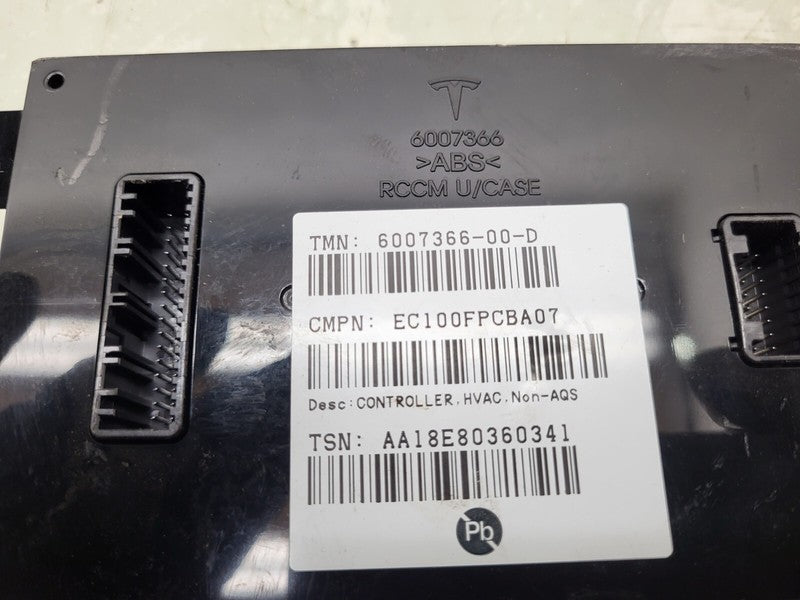 6007366
>ABS<
RCCM U/CASE
TMN: 6007366-00-D
CMPN: EC100FPCBA07
Desc:CONTROLLER,HVAC,Non-AQS
TSN: AA18E80360341
Pb